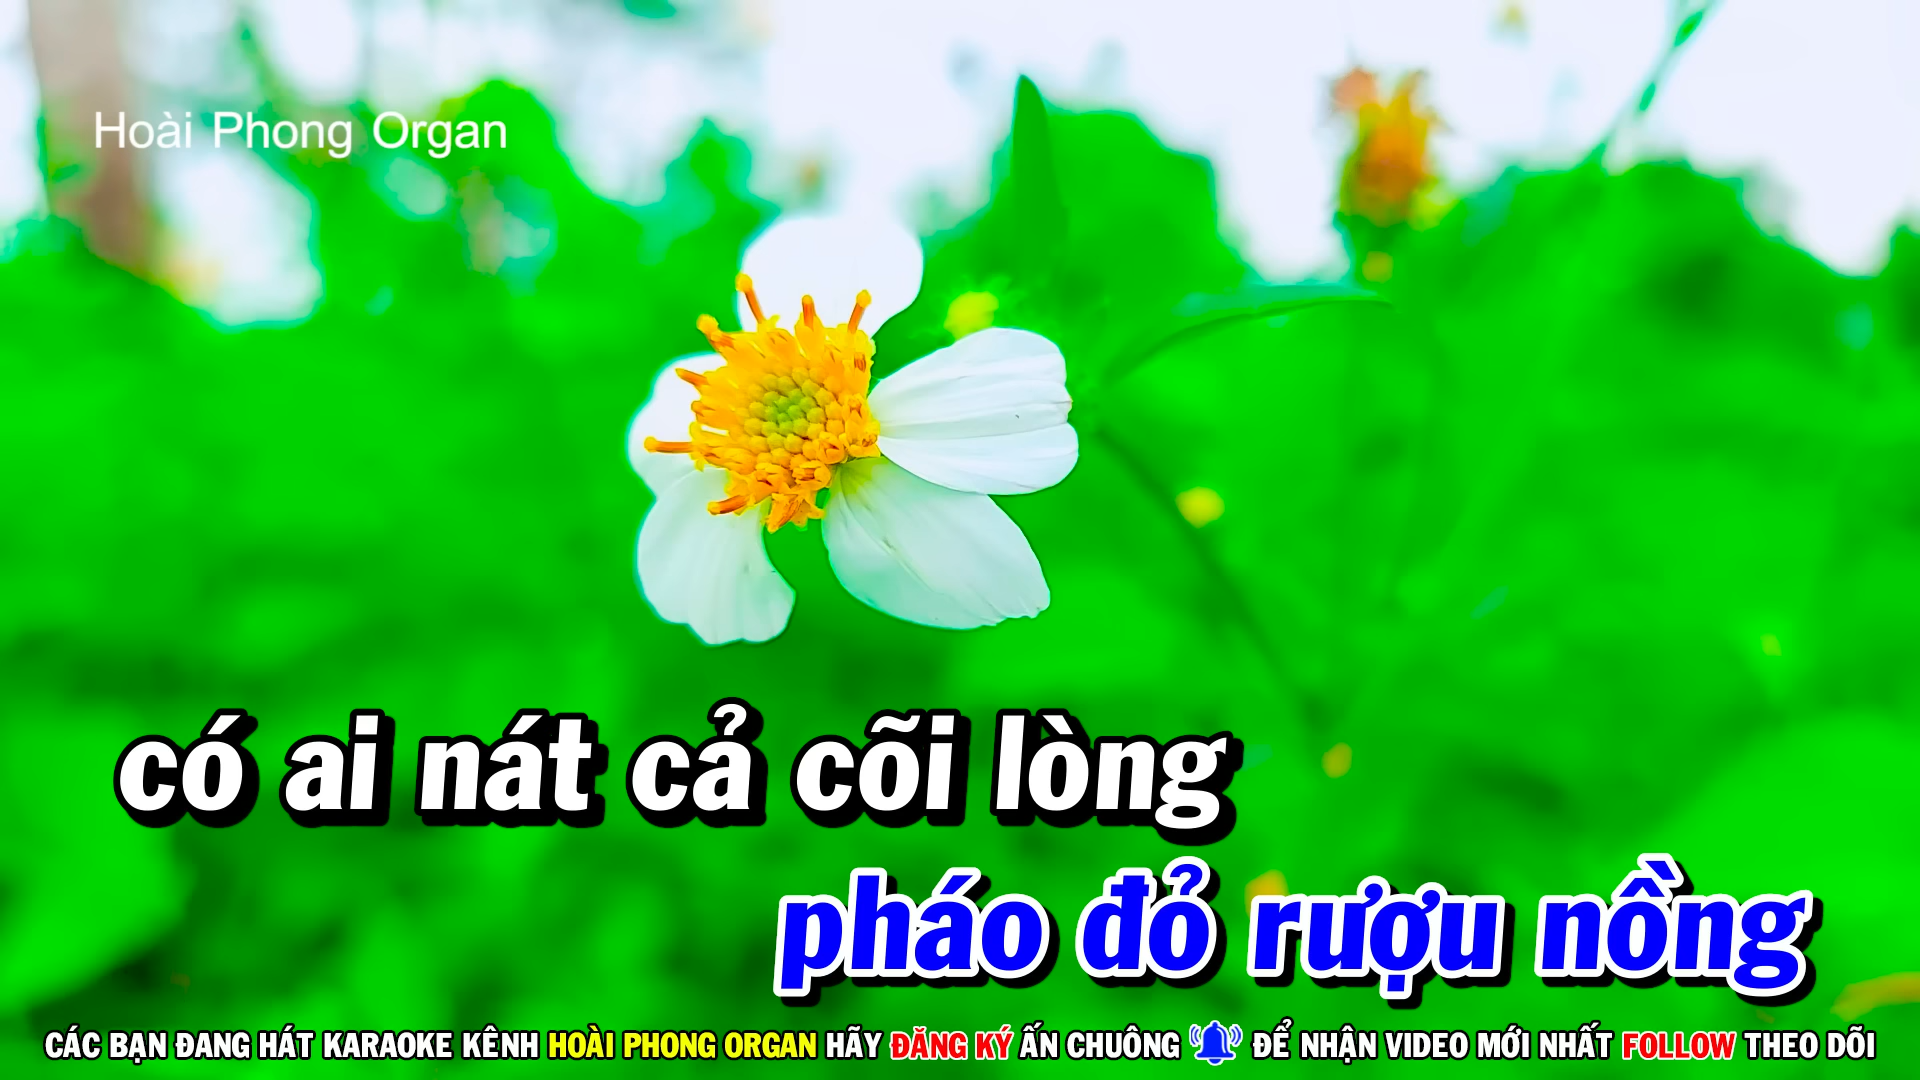 Hoài Phong Organ
có ai nát cả cõi lòng
pháo đỏ rượu nồng
CÁC BẠN ĐANG HÁT KARAOKE KÊNH HOÀI PHONG ORGAN HÃY ĐĂNG KÝ ẤN CHUÔNG ĐỂ NHẬN VIDEO MỚI NHẤT FOLLOW THEO DÕI